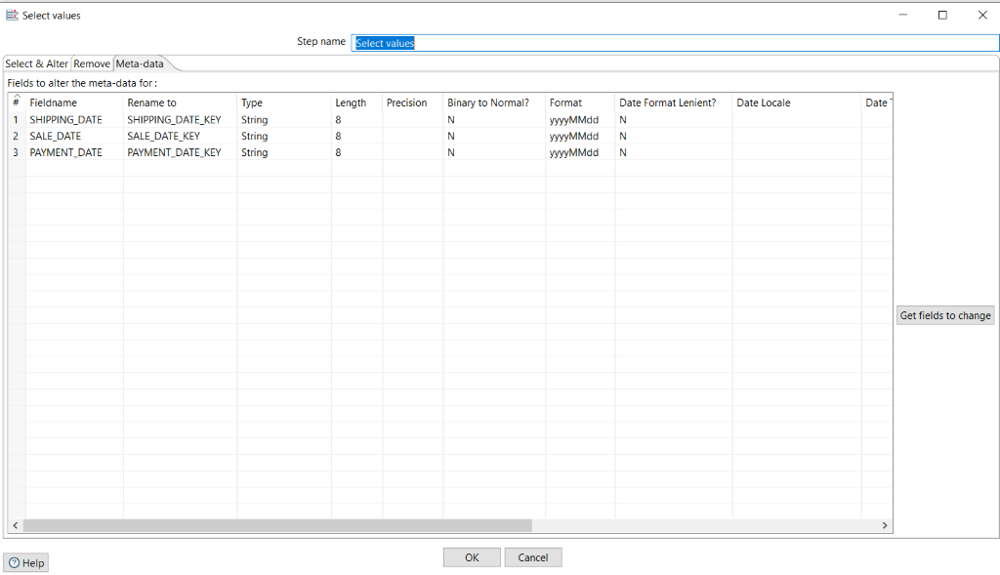 Select values
Step name Select values
Select & Alter Remove Meta-data
Fields to alter the meta-data for :
# Fieldname Rename to Type Length Precision Binary to Normal? Format Date Format Lenient? Date Locale Date
1 SHIPPING_DATE SHIPPING_DATE_KEY String 8 N yyyyMMdd N
2 SALE_DATE SALE_DATE_KEY String 8 N yyyyMMdd N
3 PAYMENT_DATE PAYMENT_DATE_KEY String 8 N yyyyMMdd N
Get fields to change
Help OK Cancel